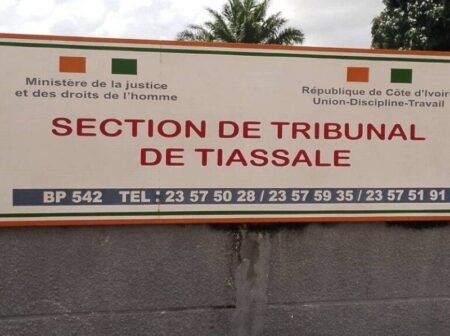 Ministère de la justice
et des droits de l'homme
République de Côte d'Ivoire
Union-Discipline-Travail
SECTION DE TRIBUNAL
DE TIASSALE
BP 542 TEL : 23 57 50 28 / 23 57 59 35 / 23 57 51 91